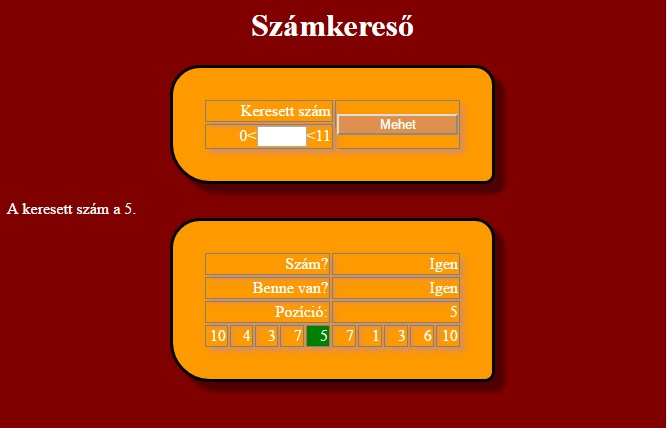 Számkereső
Keresett szám
Mehet
0< <11
A keresett szám a 5.
Szám? Igen
Benne van? Igen
Pozíció: 5
10 4 3 7 5 7 1 3 6 10